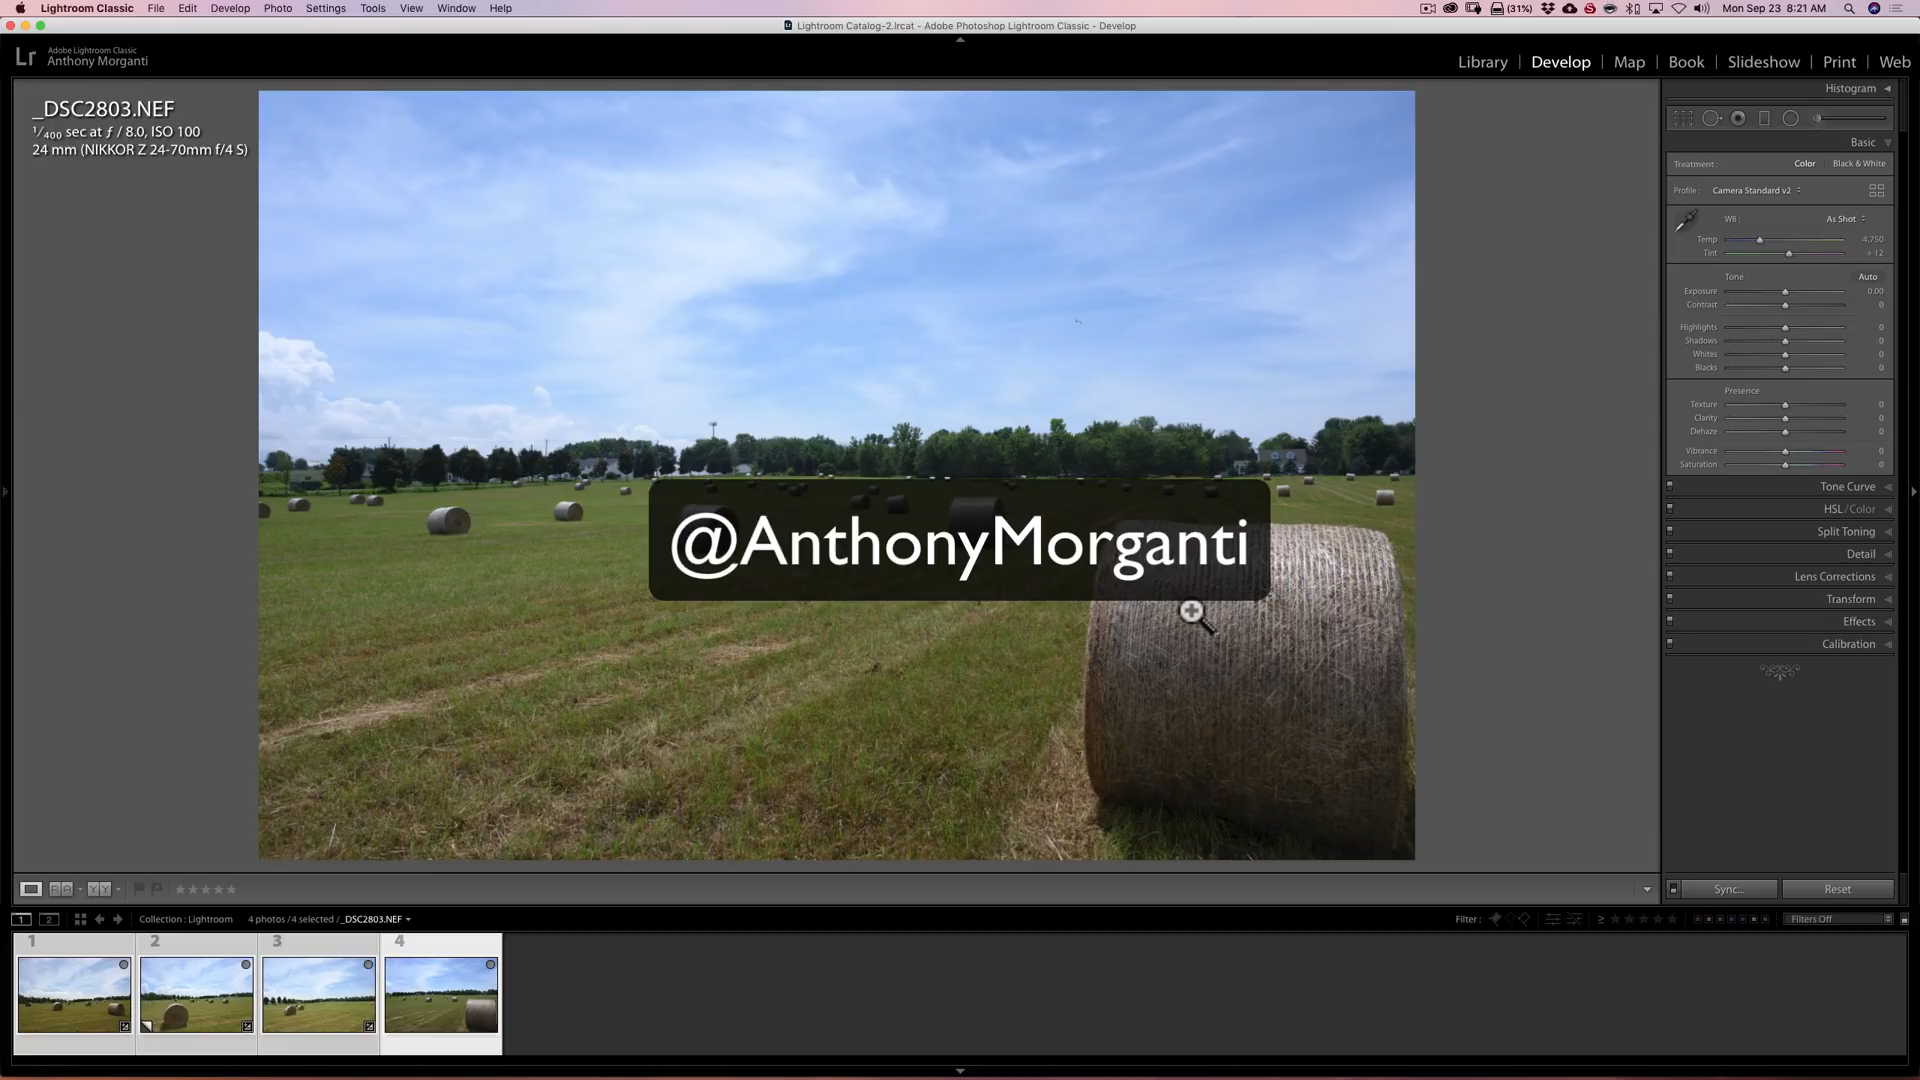 Lightroom Classic File Edit Develop Photo Settings Tools View Window Help
(31%) Mon Sep 23 8:21 AM
Lightroom Catalog-2.lrcat - Adobe Photoshop Lightroom Classic - Develop
Lr
Adobe Lightroom Classic
Anthony Morganti
Library | Develop | Map | Book | Slideshow | Print | Web
_DSC2803.NEF
1/400 sec at ƒ / 8.0, ISO 100
24 mm (NIKKOR Z 24-70mm f/4 S)
@AnthonyMorganti
Histogram
Basic
Treatment : Color Black & White
Profile : Camera Standard v2
WB : As Shot
Temp 4,750
Tint + 12
Tone Auto
Exposure 0.00
Contrast 0
Highlights 0
Shadows 0
Whites 0
Blacks 0
Presence
Texture 0
Clarity 0
Dehaze 0
Vibrance 0
Saturation 0
Tone Curve
HSL / Color
Split Toning
Detail
Lens Corrections
Transform
Effects
Calibration
Sync... Reset
R A Y Y
1 2 Collection : Lightroom 4 photos / 4 selected / _DSC2803.NEF
Filter : ≥ Filters Off
1 2 3 4